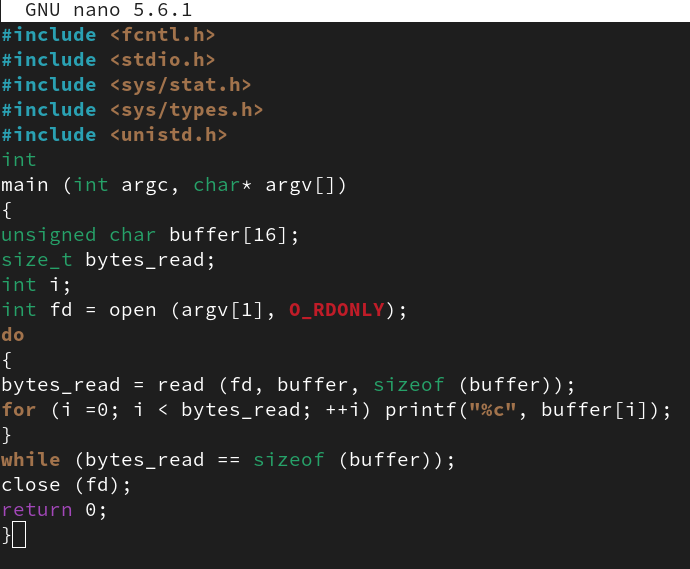 GNU nano 5.6.1
#include <fcntl.h>
#include <stdio.h>
#include <sys/stat.h>
#include <sys/types.h>
#include <unistd.h>
int
main (int argc, char* argv[])
{
unsigned char buffer[16];
size_t bytes_read;
int i;
int fd = open (argv[1], O_RDONLY);
do
{
bytes_read = read (fd, buffer, sizeof (buffer));
for (i =0; i < bytes_read; ++i) printf("%c", buffer[i]);
}
while (bytes_read == sizeof (buffer));
close (fd);
return 0;
}